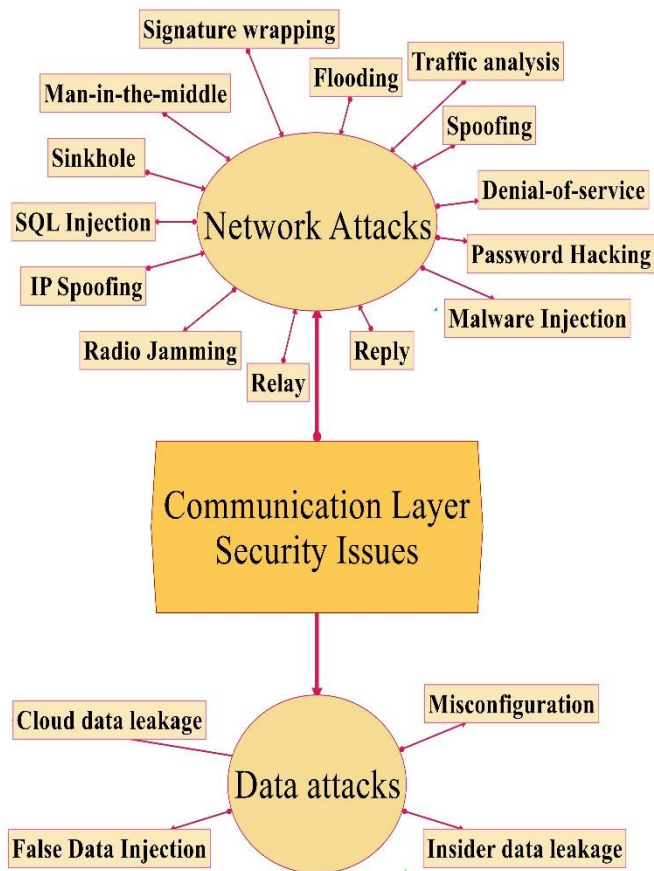 Signature wrapping
Flooding
Traffic analysis
Man-in-the-middle
Spoofing
Sinkhole
Denial-of-service
SQL Injection
Network Attacks
Password Hacking
IP Spoofing
Malware Injection
Radio Jamming
Reply
Relay
Communication Layer
Security Issues
Misconfiguration
Cloud data leakage
Data attacks
False Data Injection
Insider data leakage